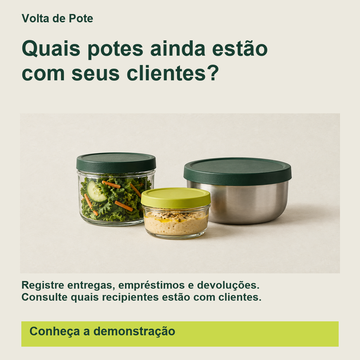 Volta de Pote
Quais potes ainda estão
com seus clientes?
Registre entregas, empréstimos e devoluções.
Consulte quais recipientes estão com clientes.
Conheça a demonstração